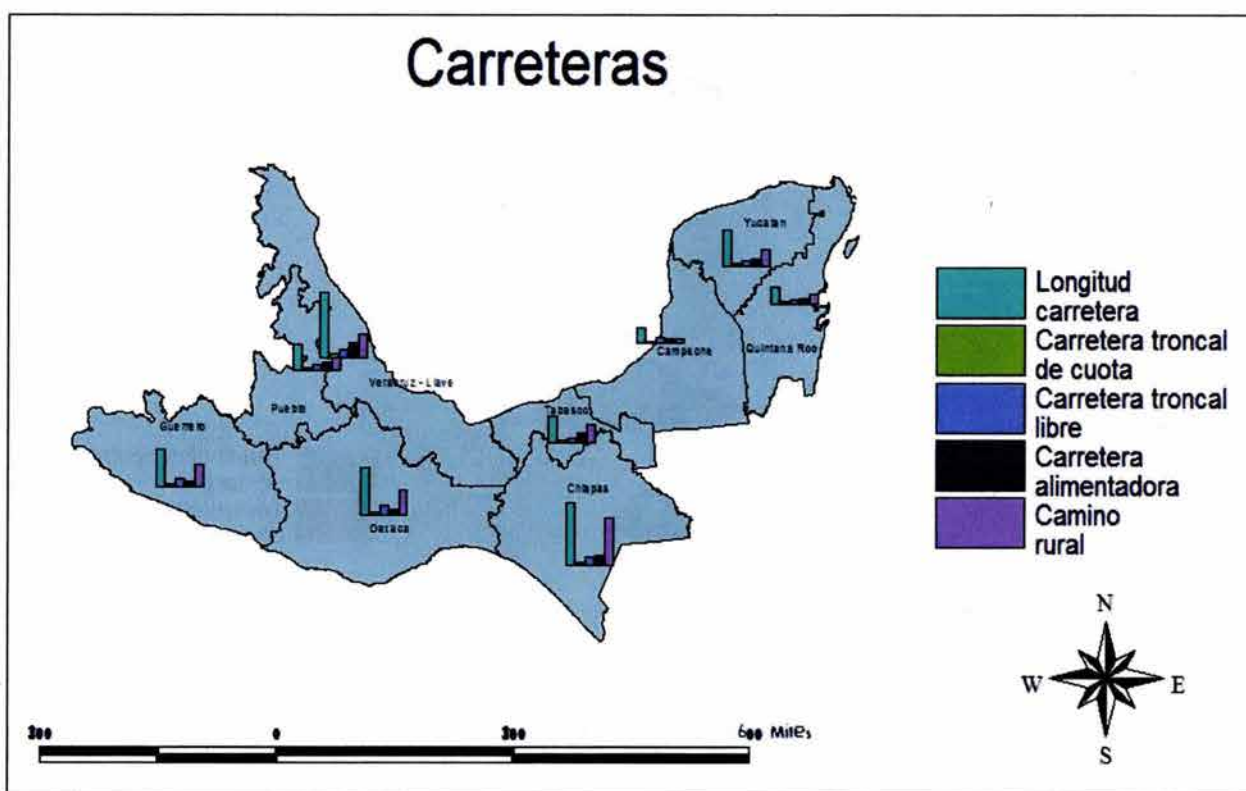 Carreteras
Yucatan
Campeche
Quintana Roo
Veracruz - Llave
Tabasco
Puebla
Guerrero
Chiapas
Oaxaca
Longitud
carretera
Carretera troncal
de cuota
Carretera troncal
libre
Carretera
alimentadora
Camino
rural
N
W
E
S
300
0
300
600 Miles